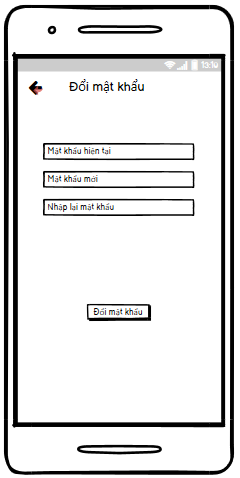 Đổi mật khẩu
Mật khẩu hiện tại
Mật khẩu mới
Nhập lại mật khẩu
Đổi mật khẩu